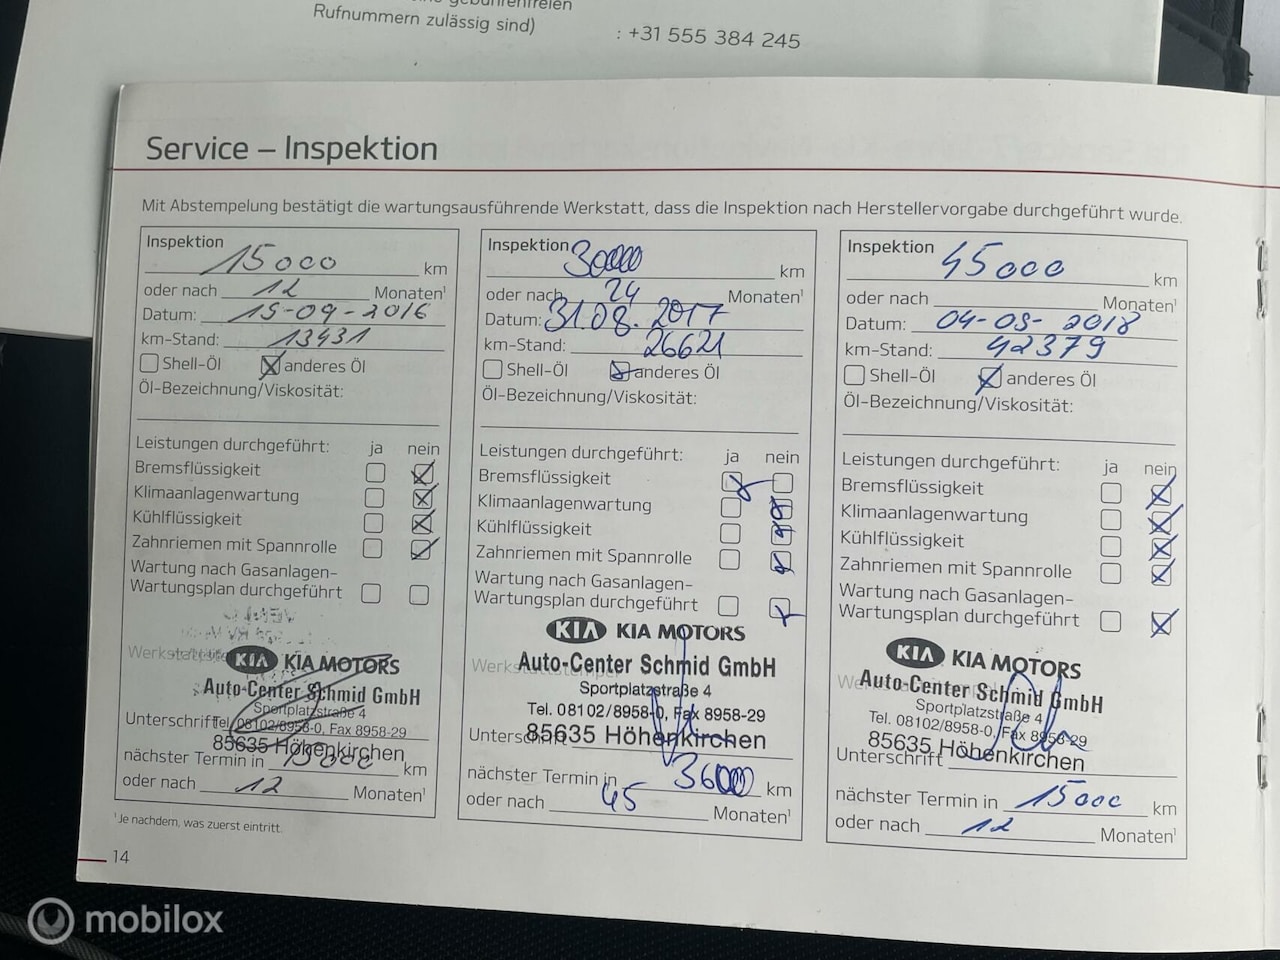 gebührenfreien
Rufnummern zulässig sind)
: +31 555 384 245
Service – Inspektion
Mit Abstempelung bestätigt die wartungsausführende Werkstatt, dass die Inspektion nach Herstellervorgabe durchgeführt wurde.
Inspektion 15000 km
oder nach 12 Monaten¹
Datum: 15-09-2016
km-Stand: 13431
Shell-Öl anderes Öl
Öl-Bezeichnung/Viskosität:
Leistungen durchgeführt: ja nein
Bremsflüssigkeit
Klimaanlagenwartung
Kühlflüssigkeit
Zahnriemen mit Spannrolle
Wartung nach Gasanlagen-
Wartungsplan durchgeführt
KIA KIA MOTORS
Auto-Center Schmid GmbH
Sportplatzstraße 4
Tel. 08102/8958-0, Fax 8958-29
85635 Höhenkirchen
Unterschrift
nächster Termin in 15000 km
oder nach 12 Monaten¹
¹Je nachdem, was zuerst eintritt.
14
Inspektion 30000 km
oder nach 24 Monaten¹
Datum: 31.08.2017
km-Stand: 26621
Shell-Öl anderes Öl
Öl-Bezeichnung/Viskosität:
Leistungen durchgeführt: ja nein
Bremsflüssigkeit
Klimaanlagenwartung
Kühlflüssigkeit
Zahnriemen mit Spannrolle
Wartung nach Gasanlagen-
Wartungsplan durchgeführt
KIA KIA MOTORS
Werkstattstempel
Auto-Center Schmid GmbH
Sportplatzstraße 4
Tel. 08102/8958-0, Fax 8958-29
85635 Höhenkirchen
Unterschrift
nächster Termin in 36000 km
oder nach 45 Monaten¹
Inspektion 45000 km
oder nach Monaten¹
Datum: 04-09-2018
km-Stand: 42379
Shell-Öl anderes Öl
Öl-Bezeichnung/Viskosität:
Leistungen durchgeführt: ja nein
Bremsflüssigkeit
Klimaanlagenwartung
Kühlflüssigkeit
Zahnriemen mit Spannrolle
Wartung nach Gasanlagen-
Wartungsplan durchgeführt
KIA KIA MOTORS
Auto-Center Schmid GmbH
Sportplatzstraße 4
Tel. 08102/8958-0, Fax 8958-29
85635 Höhenkirchen
Unterschrift
nächster Termin in 15000 km
oder nach 12 Monaten¹
mobilox